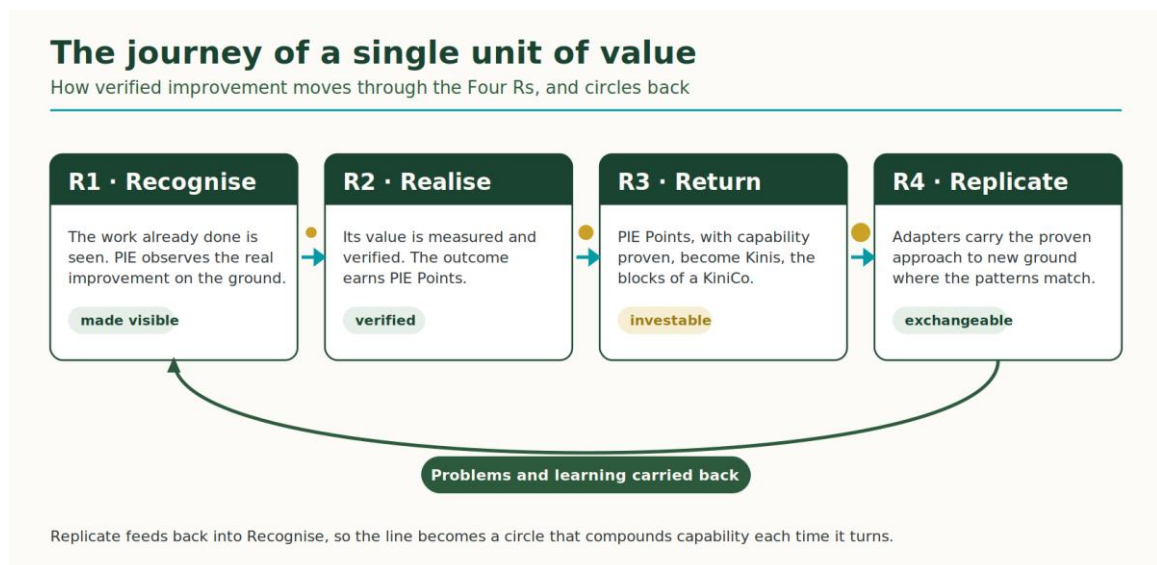 The journey of a single unit of value
How verified improvement moves through the Four Rs, and circles back
R1 · Recognise
The work already done is
seen. PIE observes the real
improvement on the ground.
made visible
R2 · Realise
Its value is measured and
verified. The outcome
earns PIE Points.
verified
R3 · Return
PIE Points, with capability
proven, become Kinis, the
blocks of a KiniCo.
investable
R4 · Replicate
Adapters carry the proven
approach to new ground
where the patterns match.
exchangeable
Problems and learning carried back
Replicate feeds back into Recognise, so the line becomes a circle that compounds capability each time it turns.